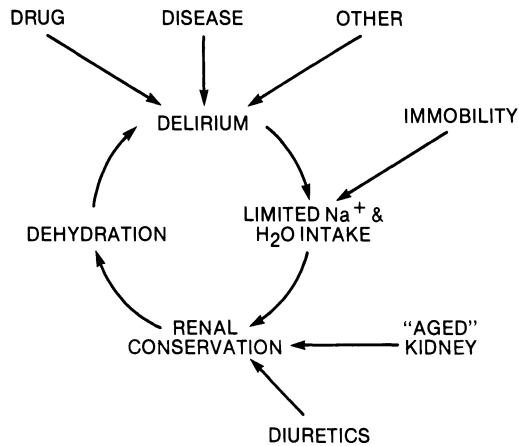 DRUG
DISEASE
OTHER
DELIRIUM
IMMOBILITY
LIMITED Na⁺ &
H₂O INTAKE
DEHYDRATION
RENAL
CONSERVATION
"AGED"
KIDNEY
DIURETICS